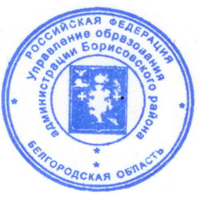 РОССИЙСКАЯ ФЕДЕРАЦИЯ
Управление образования
администрации Борисовского района
БЕЛГОРОДСКАЯ ОБЛАСТЬ